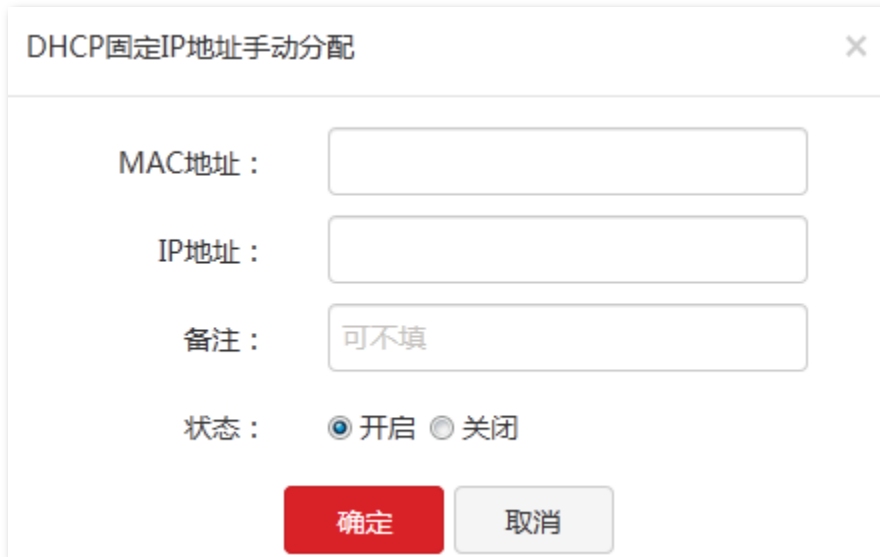 DHCP固定IP地址手动分配 ×
MAC地址：
IP地址：
备注： 可不填
状态： 开启 关闭
确定 取消